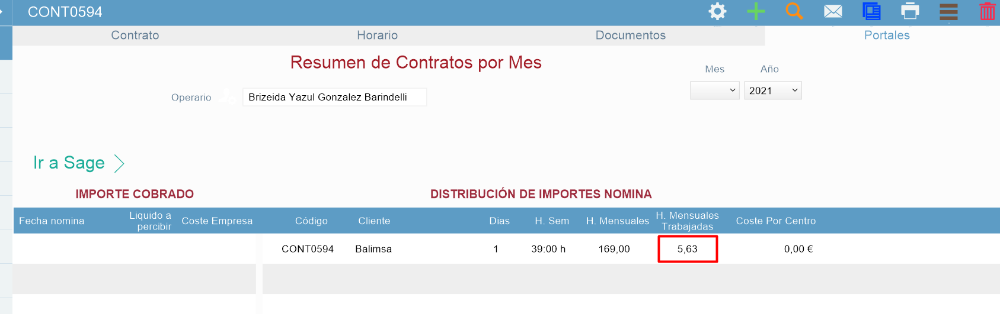 CONT0594
Contrato Horario Documentos Portales
Resumen de Contratos por Mes
Mes Año
Operario Brizeida Yazul Gonzalez Barindelli 2021
Ir a Sage
IMPORTE COBRADO DISTRIBUCIÓN DE IMPORTES NOMINA
Fecha nomina Liquido a percibir Coste Empresa Código Cliente Dias H. Sem H. Mensuales H. Mensuales Trabajadas Coste Por Centro
CONT0594 Balimsa 1 39:00 h 169,00 5,63 0,00 €